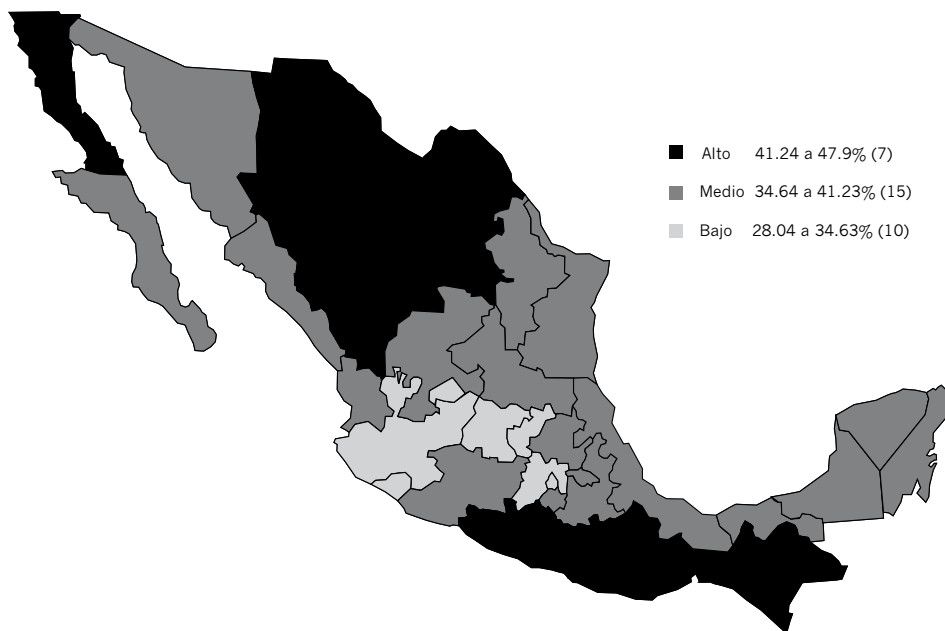 Alto 41.24 a 47.9% (7)
Medio 34.64 a 41.23% (15)
Bajo 28.04 a 34.63% (10)